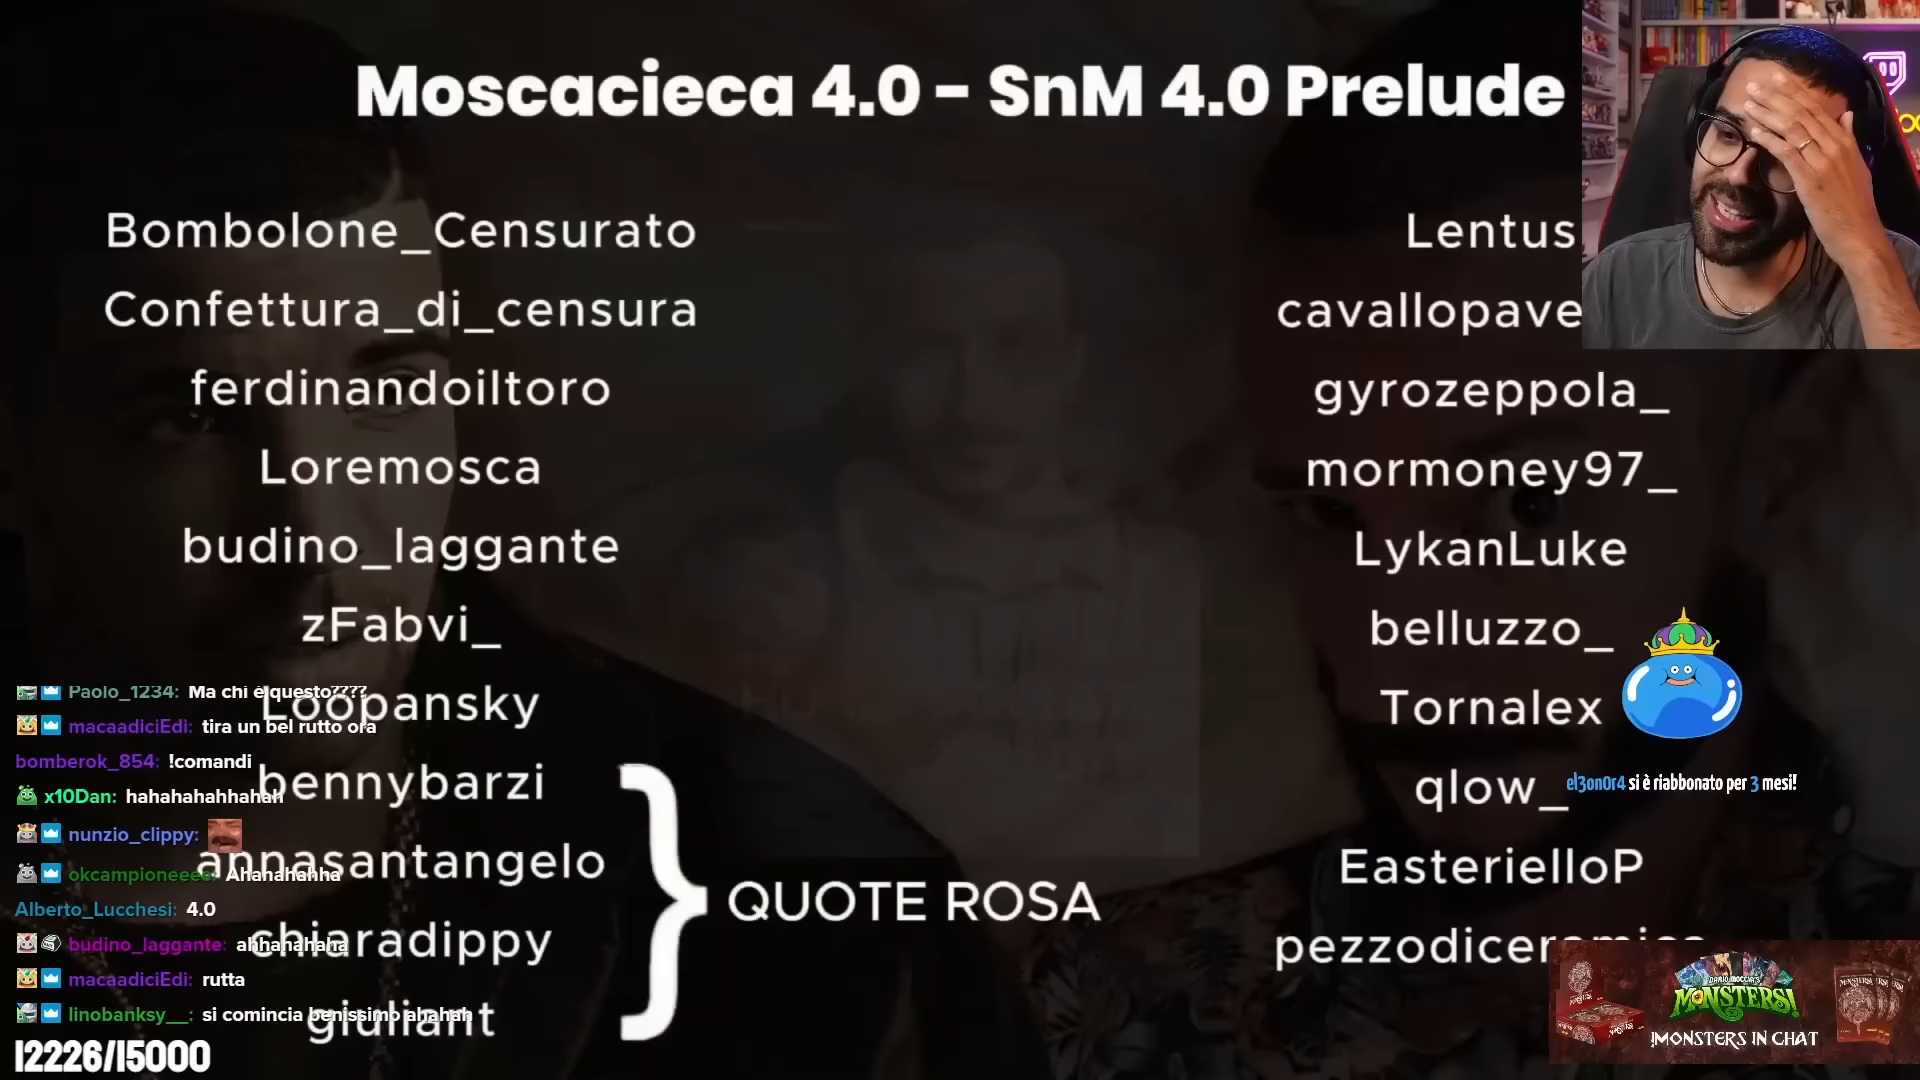 Moscacieca 4.0 - SnM 4.0 Prelude
Bombolone_Censurato
Confettura_di_censura
ferdinandoiltoro
Loremosca
budino_laggante
zFabvi_
Loopansky
bennybarzi
annasantangelo
chiaradippy
giuliant
QUOTE ROSA
Lentus
cavallopave
gyrozeppola_
mormoney97_
LykanLuke
belluzzo_
Tornalex
qlow_
EasterielloP
pezzodiceramica
Paolo_1234: Ma chi è questo????
macaadiciEdi: tira un bel rutto ora
bomberok_854: !comandi
x10Dan: hahahahahhahah
nunzio_clippy:
okcampioneeee: Ahahahahha
Alberto_Lucchesi: 4.0
budino_laggante: ahhahahaha
macaadiciEdi: rutta
linobanksy__: si comincia benissimo ahahah
12226/15000
el3on0r4 si è riabbonato per 3 mesi!
DARIO MOCCIA'S
MONSTERS!
!MONSTERS IN CHAT